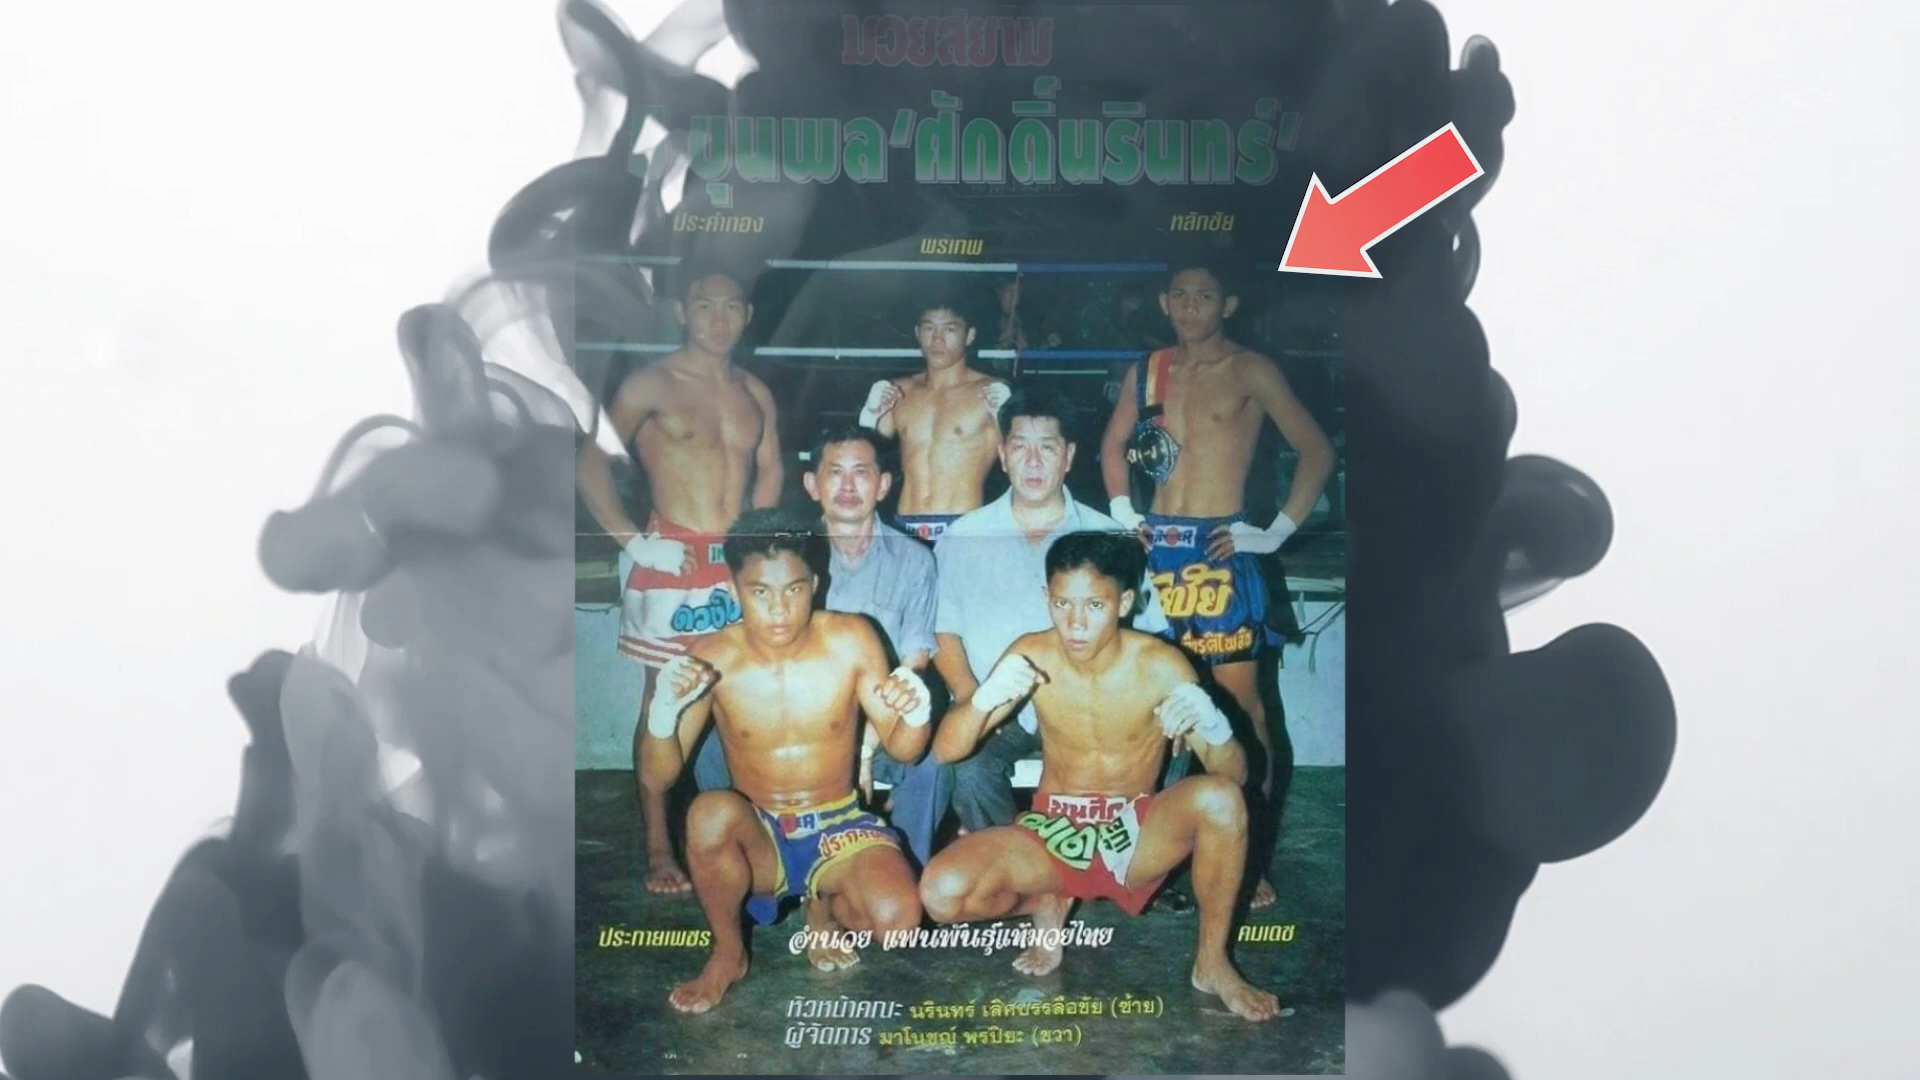 มวยสยาม
ขุนพล 'ศักดิ์นรินทร์'
ประคำทอง
พรเทพ
หลักชัย
ประกายเพชร
อำนวย แฟนพันธุ์แท้มวยไทย
คมเดช
หัวหน้าคณะ นรินทร์ เลิศบรรลือชัย (ซ้าย)
ผู้จัดการ มาโนชญ์ พรปิยะ (ขวา)